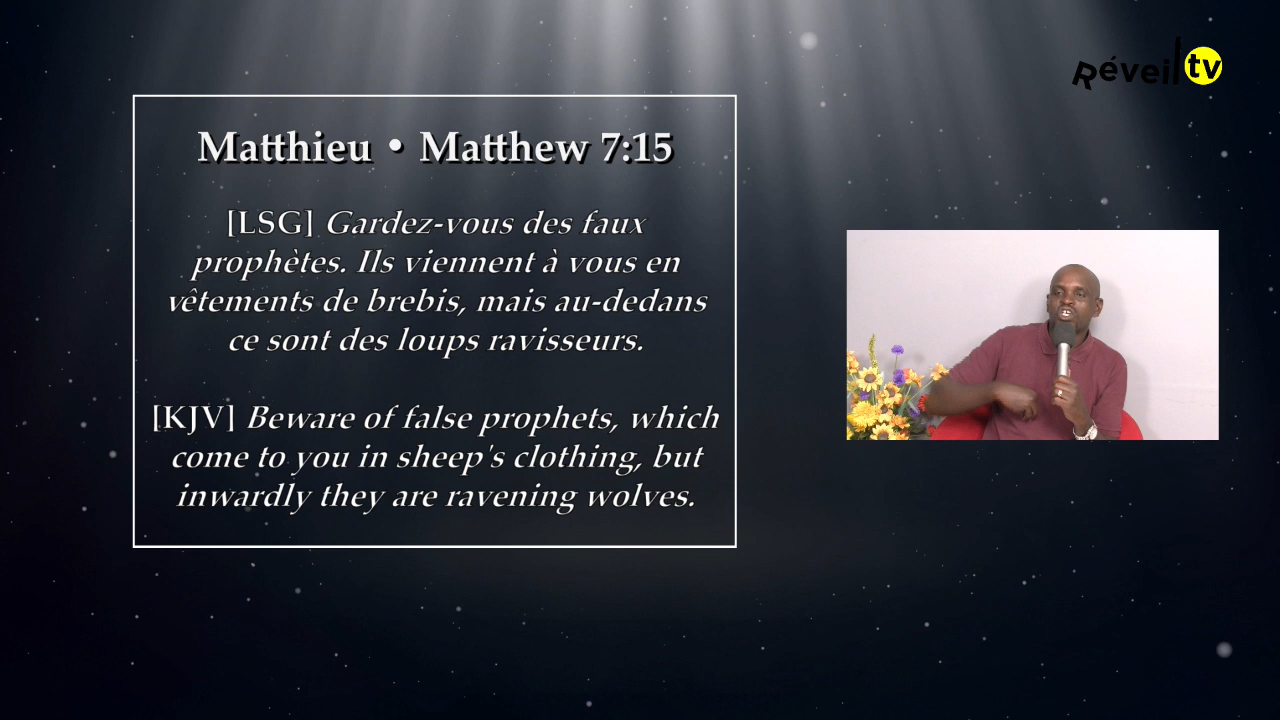 Réveil tv
Matthieu • Matthew 7:15
[LSG] Gardez-vous des faux
prophètes. Ils viennent à vous en
vêtements de brebis, mais au-dedans
ce sont des loups ravisseurs.
[KJV] Beware of false prophets, which
come to you in sheep's clothing, but
inwardly they are ravening wolves.